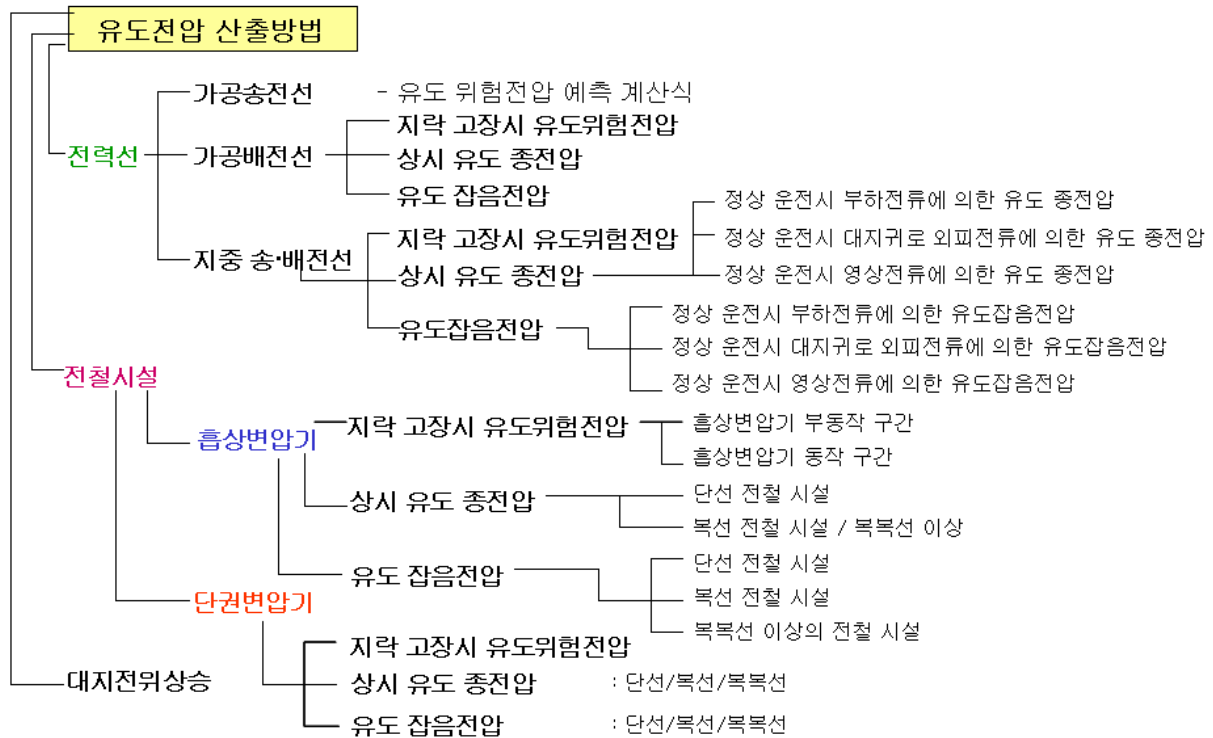 유도전압 산출방법
가공송전선 - 유도 위험전압 예측 계산식
지락 고장시 유도위험전압
전력선 가공배전선 상시 유도 종전압
유도 잡음전압
정상 운전시 부하전류에 의한 유도 종전압
지락 고장시 유도위험전압 정상 운전시 대지귀로 외피전류에 의한 유도 종전압
지중 송·배전선
상시 유도 종전압 정상 운전시 영상전류에 의한 유도 종전압
정상 운전시 부하전류에 의한 유도잡음전압
유도잡음전압 정상 운전시 대지귀로 외피전류에 의한 유도잡음전압
정상 운전시 영상전류에 의한 유도잡음전압
전철시설
지락 고장시 유도위험전압 흡상변압기 부동작 구간
흡상변압기
흡상변압기 동작 구간
상시 유도 종전압 단선 전철 시설
복선 전철 시설 / 복복선 이상
단선 전철 시설
유도 잡음전압
단권변압기 복선 전철 시설
복복선 이상의 전철 시설
지락 고장시 유도위험전압
대지전위상승 상시 유도 종전압 : 단선/복선/복복선
유도 잡음전압 : 단선/복선/복복선